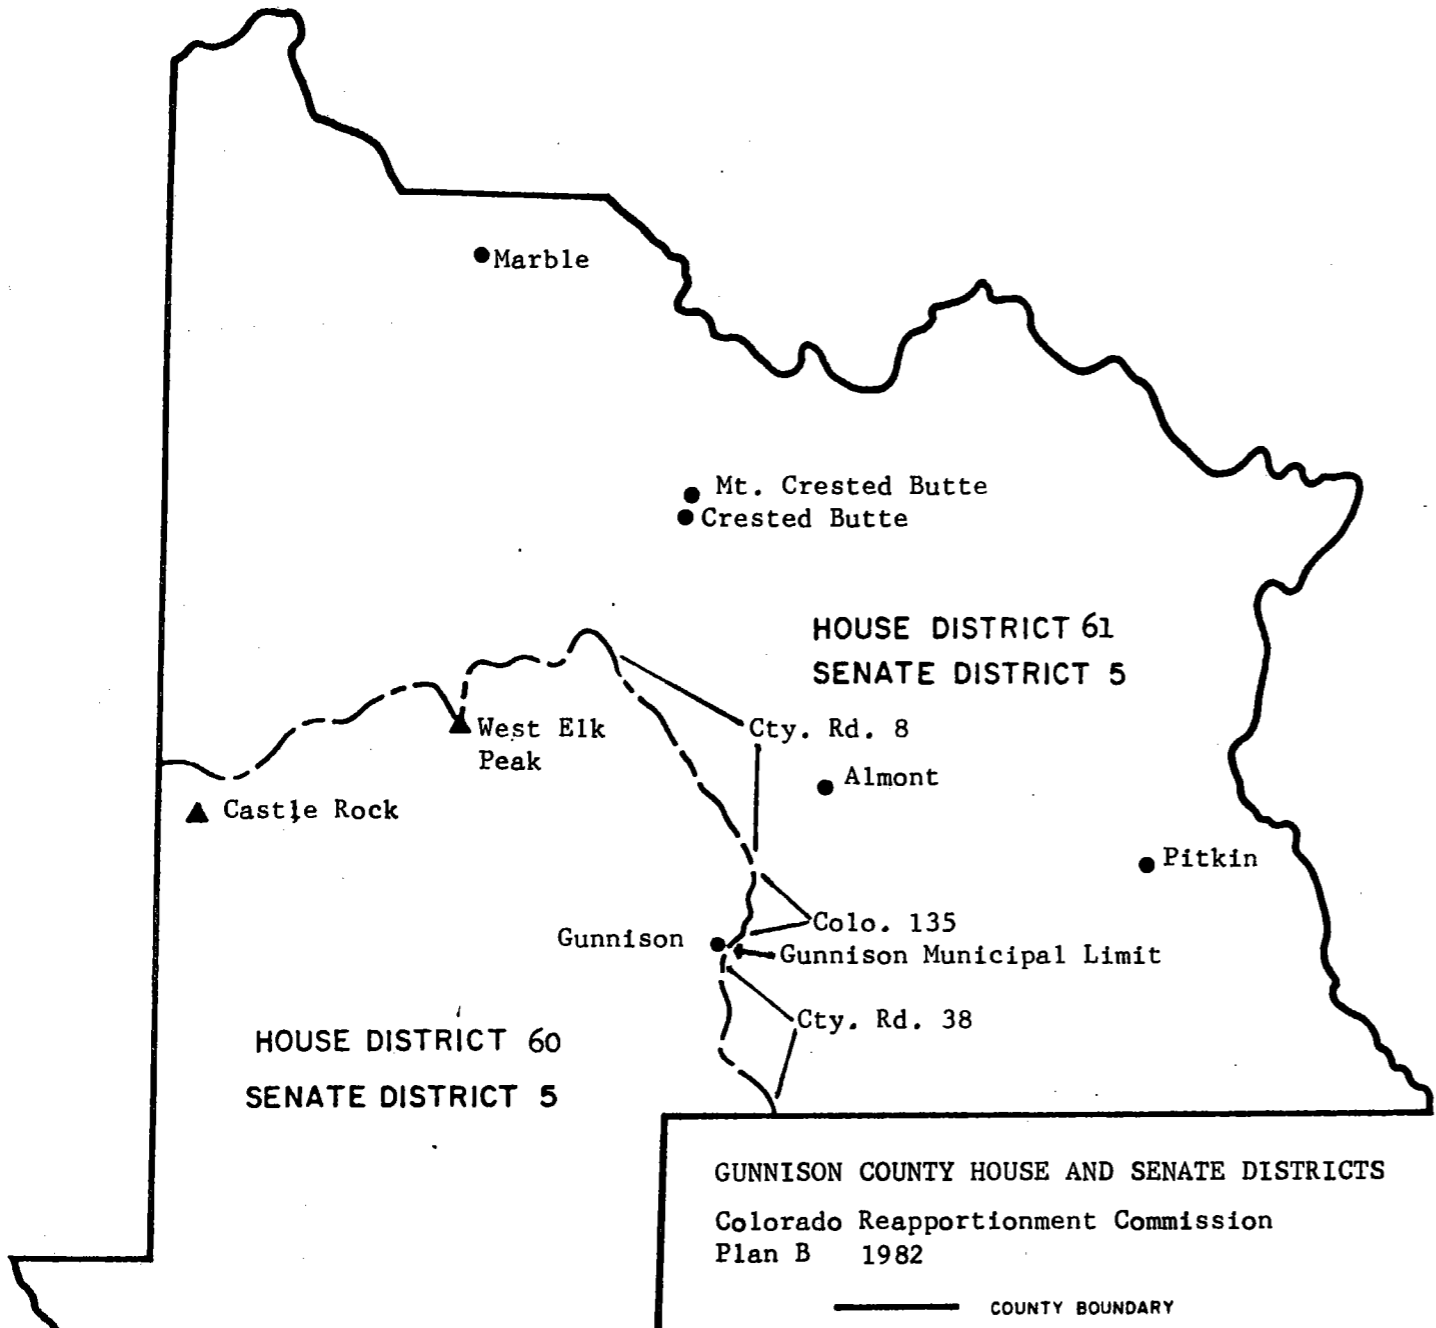 Marble
Mt. Crested Butte
Crested Butte
HOUSE DISTRICT 61
SENATE DISTRICT 5
Cty. Rd. 8
West Elk
Peak
Almont
Castle Rock
Pitkin
Colo. 135
Gunnison
Gunnison Municipal Limit
Cty. Rd. 38
HOUSE DISTRICT 60
SENATE DISTRICT 5
GUNNISON COUNTY HOUSE AND SENATE DISTRICTS
Colorado Reapportionment Commission
Plan B 1982
COUNTY BOUNDARY